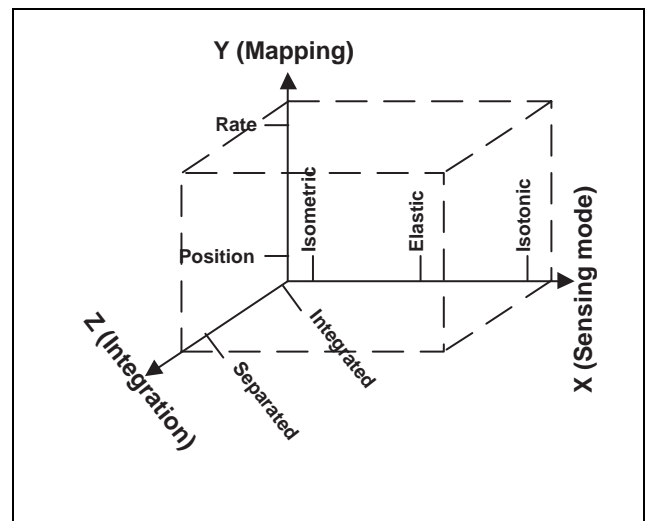 Y (Mapping)
Rate
Isometric
Elastic
Isotonic
Position
X (Sensing mode)
Integrated
Separated
Z (Integration)